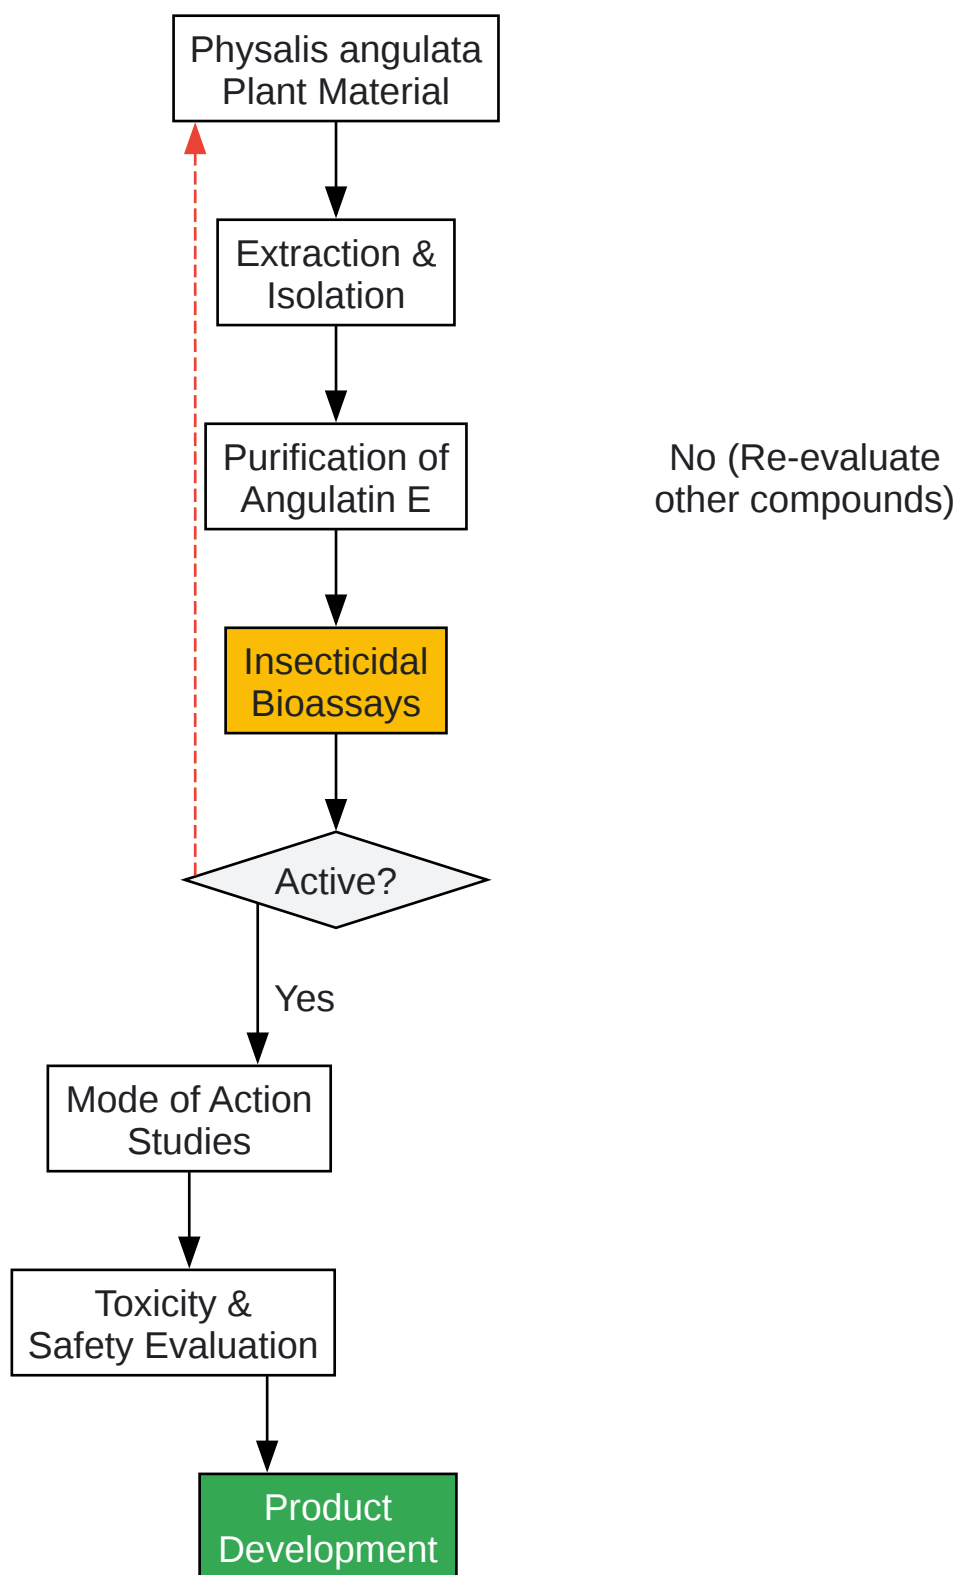 Physalis angulata
Plant Material
Extraction &
Isolation
Purification of
Angulatin E
No (Re-evaluate
other compounds)
Insecticidal
Bioassays
Active?
Yes
Mode of Action
Studies
Toxicity &
Safety Evaluation
Product
Development